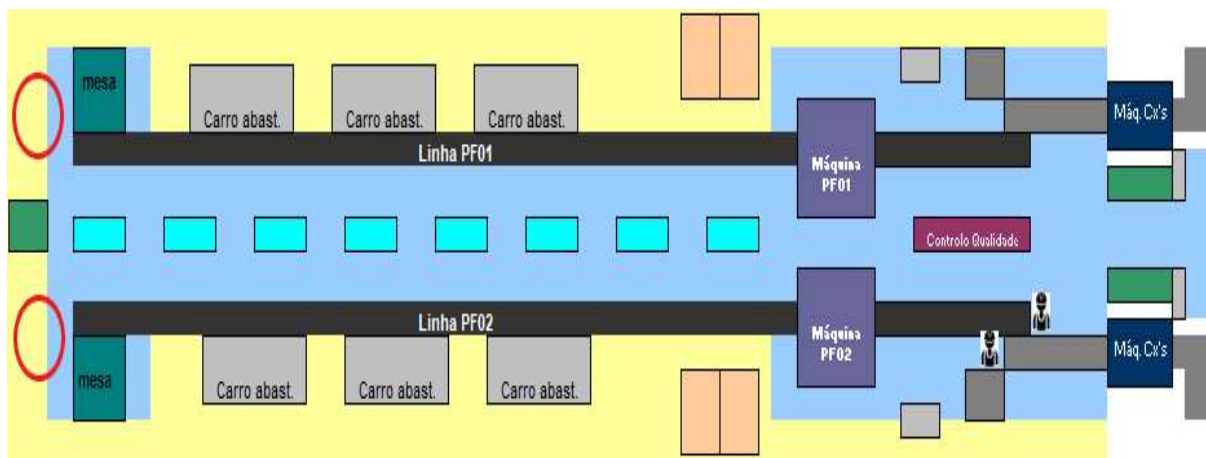 mesa
Carro abast.
Carro abast.
Carro abast.
Linha PF01
Máquina
PF01
Máq. Cx's
Controlo Qualidade
Linha PF02
Máquina
PF02
Máq. Cx's
mesa
Carro abast.
Carro abast.
Carro abast.